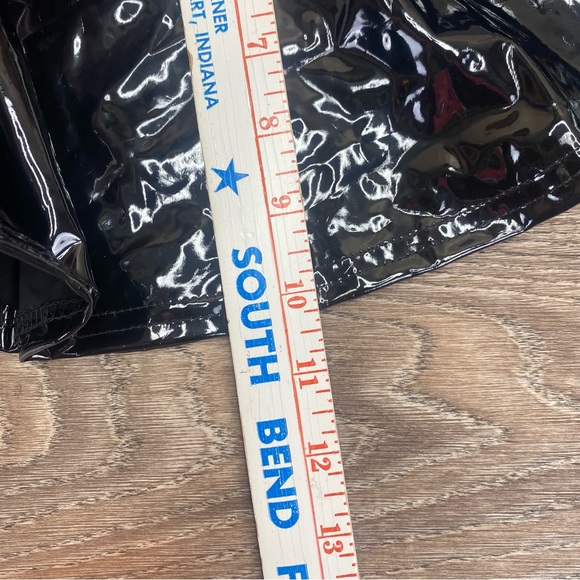 NER
RT, INDIANA
★ SOUTH BEND F
7
8
9
10
11
12
13